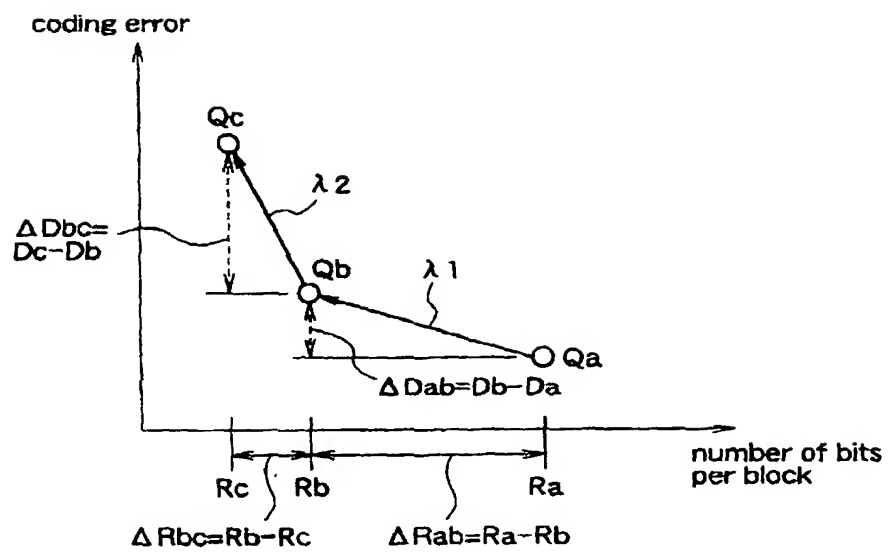 coding error
Qc
λ2
ΔDbc=
Dc-Db
Qb
λ1
Qa
ΔDab=Db-Da
number of bits
per block
Rc
Rb
Ra
ΔRbc=Rb-Rc
ΔRab=Ra-Rb